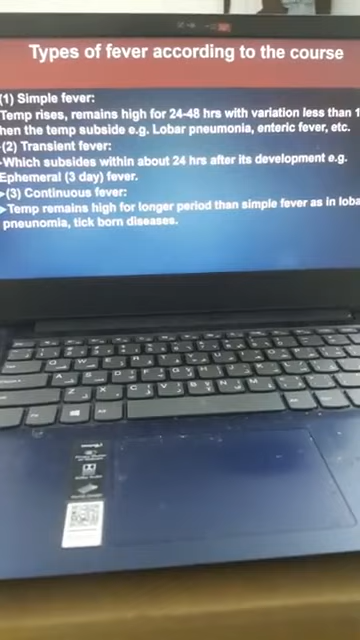 Types of fever according to the course
(1) Simple fever:
Temp rises, remains high for 24-48 hrs with variation less than 1
hen the temp subside e.g. Lobar pneumonia, enteric fever, etc.
(2) Transient fever:
Which subsides within about 24 hrs after its development e.g.
Ephemeral (3 day) fever.
(3) Continuous fever:
Temp remains high for longer period than simple fever as in loba
pneunomia, tick born diseases.